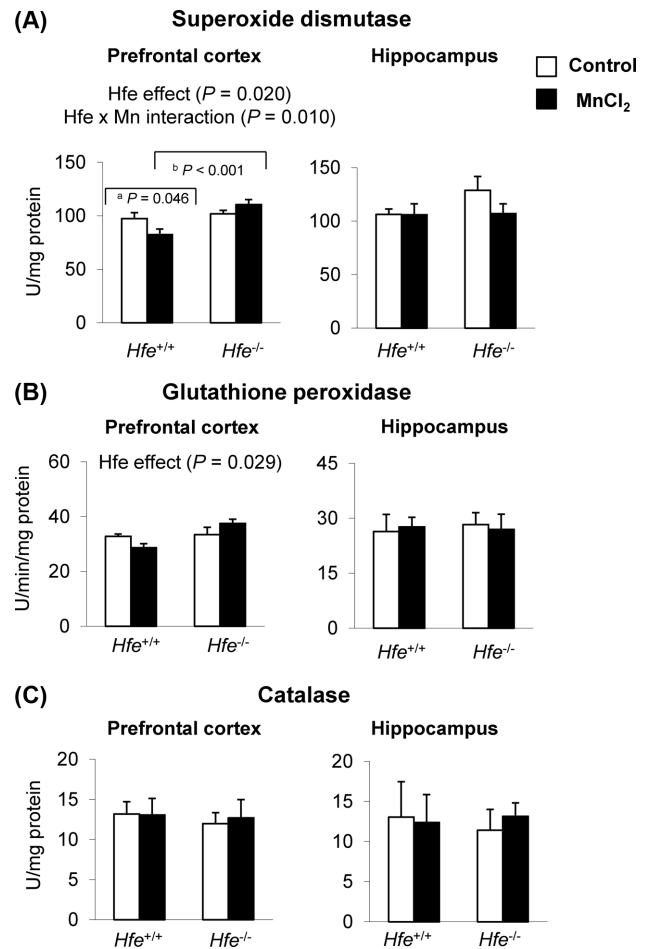 (A) Superoxide dismutase
Prefrontal cortex Hippocampus
Control
MnCl₂
Hfe effect (P = 0.020)
Hfe x Mn interaction (P = 0.010)
U/mg protein
150
100
50
0
ᵇ P < 0.001
ᵃ P = 0.046
Hfe⁺/⁺ Hfe⁻/⁻
150
100
50
0
Hfe⁺/⁺ Hfe⁻/⁻
(B) Glutathione peroxidase
Prefrontal cortex Hippocampus
Hfe effect (P = 0.029)
U/min/mg protein
60
40
20
0
Hfe⁺/⁺ Hfe⁻/⁻
45
30
15
0
Hfe⁺/⁺ Hfe⁻/⁻
(C) Catalase
Prefrontal cortex Hippocampus
U/mg protein
20
15
10
5
0
Hfe⁺/⁺ Hfe⁻/⁻
20
15
10
5
0
Hfe⁺/⁺ Hfe⁻/⁻